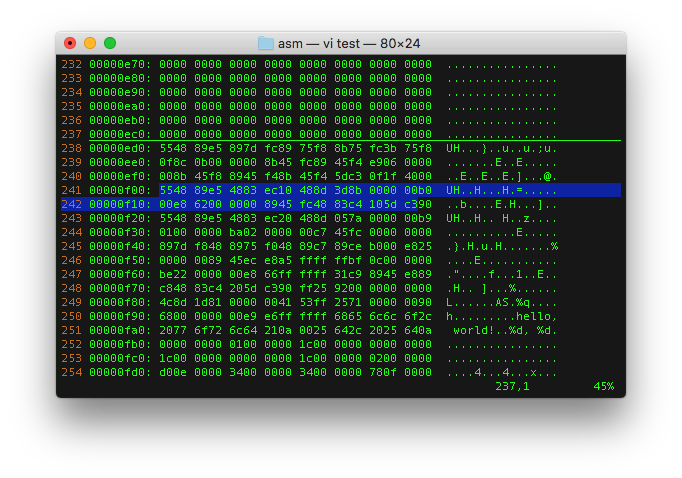 asm — vi test — 80×24
232 00000e70: 0000 0000 0000 0000 0000 0000 0000 0000  ................
233 00000e80: 0000 0000 0000 0000 0000 0000 0000 0000  ................
234 00000e90: 0000 0000 0000 0000 0000 0000 0000 0000  ................
235 00000ea0: 0000 0000 0000 0000 0000 0000 0000 0000  ................
236 00000eb0: 0000 0000 0000 0000 0000 0000 0000 0000  ................
237 00000ec0: 0000 0000 0000 0000 0000 0000 0000 0000  ................
238 00000ed0: 5548 89e5 897d fc89 75f8 8b75 fc3b 75f8  UH...}..u..u.;u.
239 00000ee0: 0f8c 0b00 0000 8b45 fc89 45f4 e906 0000  .......E..E.....
240 00000ef0: 008b 45f8 8945 f48b 45f4 5dc3 0f1f 4000  ..E..E..E.]...@.
241 00000f00: 5548 89e5 4883 ec10 488d 3d8b 0000 00b0  UH..H...H.=.....
242 00000f10: 00e8 6200 0000 8945 fc48 83c4 105d c390  ..b....E.H...]..
243 00000f20: 5548 89e5 4883 ec20 488d 057a 0000 00b9  UH..H.. H..z....
244 00000f30: 0100 0000 ba02 0000 00c7 45fc 0000 0000  ..........E.....
245 00000f40: 897d f448 8975 f048 89c7 89ce b000 e825  .}.H.u.H.......%
246 00000f50: 0000 0089 45ec e8a5 ffff ffbf 0c00 0000  ....E...........
247 00000f60: be22 0000 00e8 66ff ffff 31c9 8945 e889  ."....f...1..E..
248 00000f70: c848 83c4 205d c390 ff25 9200 0000 0000  .H.. ]...%......
249 00000f80: 4c8d 1d81 0000 0041 53ff 2571 0000 0090  L......AS.%q....
250 00000f90: 6800 0000 00e9 e6ff ffff 6865 6c6c 6f2c  h.........hello,
251 00000fa0: 2077 6f72 6c64 210a 0025 642c 2025 640a   world!..%d, %d.
252 00000fb0: 0000 0000 0100 0000 1c00 0000 0000 0000  ................
253 00000fc0: 1c00 0000 0000 0000 1c00 0000 0200 0000  ................
254 00000fd0: d00e 0000 3400 0000 3400 0000 780f 0000  ....4...4...x...
237,1 45%